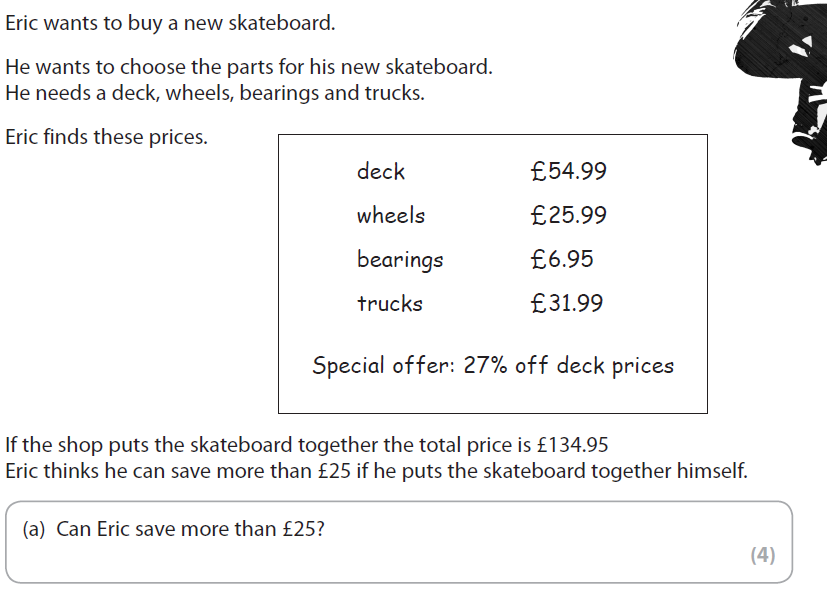 Eric wants to buy a new skateboard.
He wants to choose the parts for his new skateboard.
He needs a deck, wheels, bearings and trucks.
Eric finds these prices.
deck £54.99
wheels £25.99
bearings £6.95
trucks £31.99
Special offer: 27% off deck prices
If the shop puts the skateboard together the total price is £134.95
Eric thinks he can save more than £25 if he puts the skateboard together himself.
(a) Can Eric save more than £25?
(4)